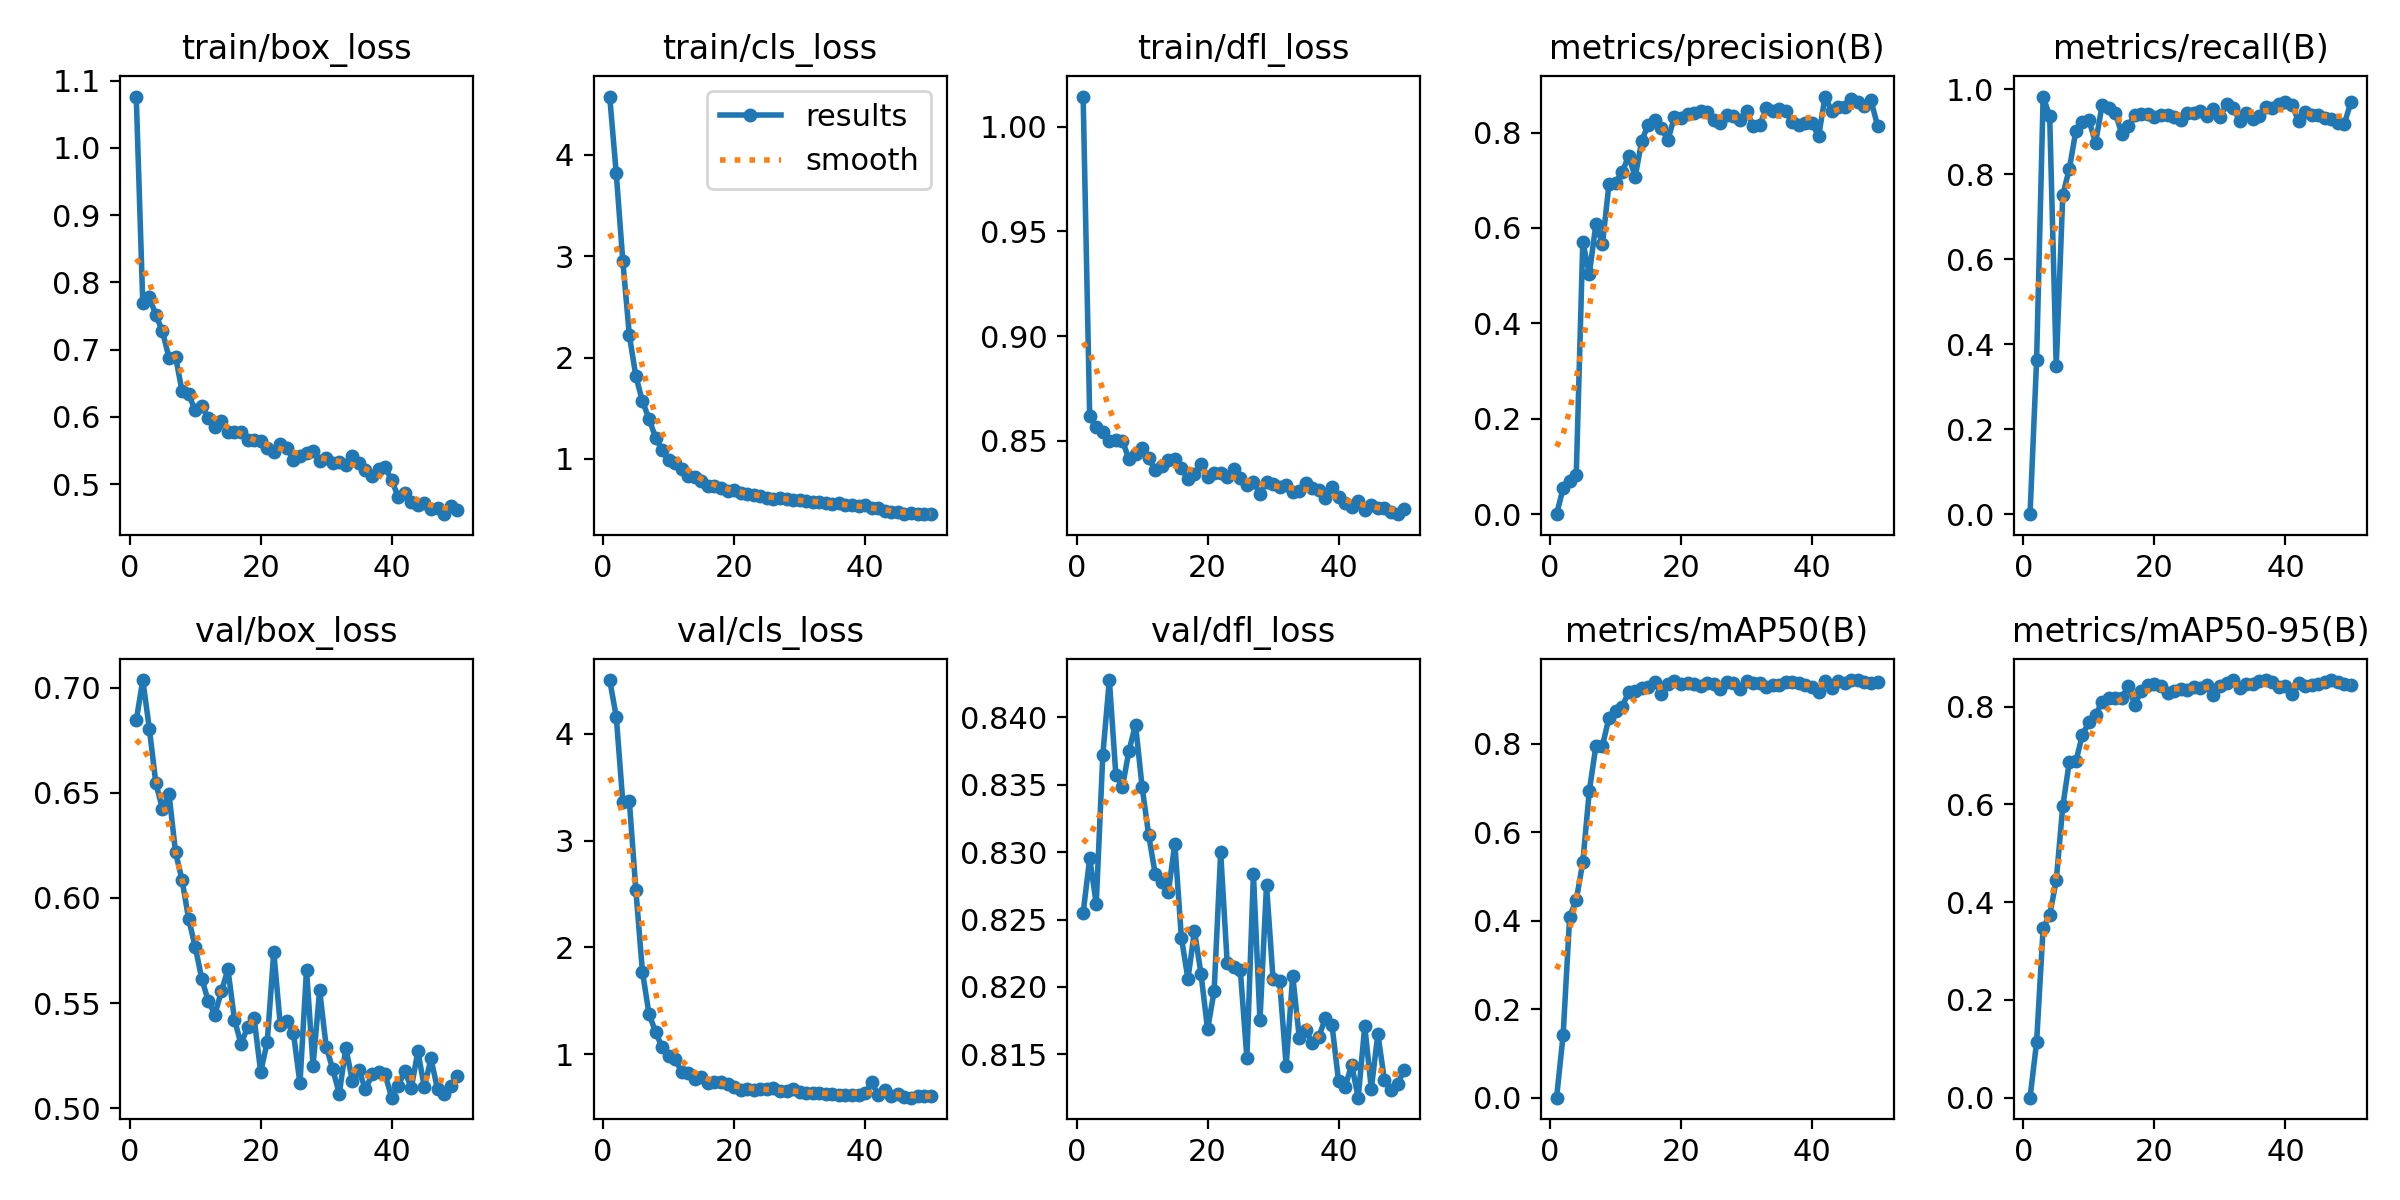 train/box_loss
1.1
1.0
0.9
0.8
0.7
0.6
0.5
0 20 40
train/cls_loss
results
smooth
4
3
2
1
0 20 40
train/dfl_loss
1.00
0.95
0.90
0.85
0 20 40
metrics/precision(B)
0.8
0.6
0.4
0.2
0.0
0 20 40
metrics/recall(B)
1.0
0.8
0.6
0.4
0.2
0.0
0 20 40
val/box_loss
0.70
0.65
0.60
0.55
0.50
0 20 40
val/cls_loss
4
3
2
1
0 20 40
val/dfl_loss
0.840
0.835
0.830
0.825
0.820
0.815
0 20 40
metrics/mAP50(B)
0.8
0.6
0.4
0.2
0.0
0 20 40
metrics/mAP50-95(B)
0.8
0.6
0.4
0.2
0.0
0 20 40